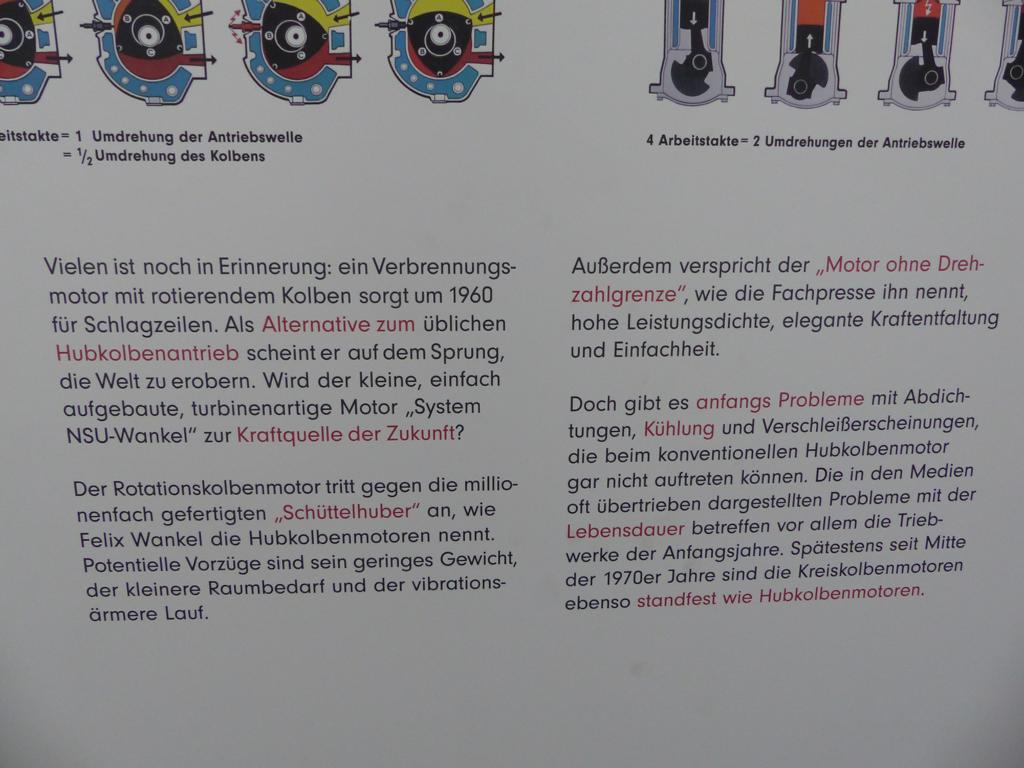 eitstakte = 1 Umdrehung der Antriebswelle
= 1/2 Umdrehung des Kolbens
4 Arbeitstakte = 2 Umdrehungen der Antriebswelle
Vielen ist noch in Erinnerung: ein Verbrennungs-
motor mit rotierendem Kolben sorgt um 1960
für Schlagzeilen. Als Alternative zum üblichen
Hubkolbenantrieb scheint er auf dem Sprung,
die Welt zu erobern. Wird der kleine, einfach
aufgebaute, turbinenartige Motor „System
NSU-Wankel“ zur Kraftquelle der Zukunft?
Der Rotationskolbenmotor tritt gegen die millio-
nenfach gefertigten „Schüttelhuber“ an, wie
Felix Wankel die Hubkolbenmotoren nennt.
Potentielle Vorzüge sind sein geringes Gewicht,
der kleinere Raumbedarf und der vibrations-
ärmere Lauf.
Außerdem verspricht der „Motor ohne Dreh-
zahlgrenze“, wie die Fachpresse ihn nennt,
hohe Leistungsdichte, elegante Kraftentfaltung
und Einfachheit.
Doch gibt es anfangs Probleme mit Abdich-
tungen, Kühlung und Verschleißerscheinungen,
die beim konventionellen Hubkolbenmotor
gar nicht auftreten können. Die in den Medien
oft übertrieben dargestellten Probleme mit der
Lebensdauer betreffen vor allem die Trieb-
werke der Anfangsjahre. Spätestens seit Mitte
der 1970er Jahre sind die Kreiskolbenmotoren
ebenso standfest wie Hubkolbenmotoren.